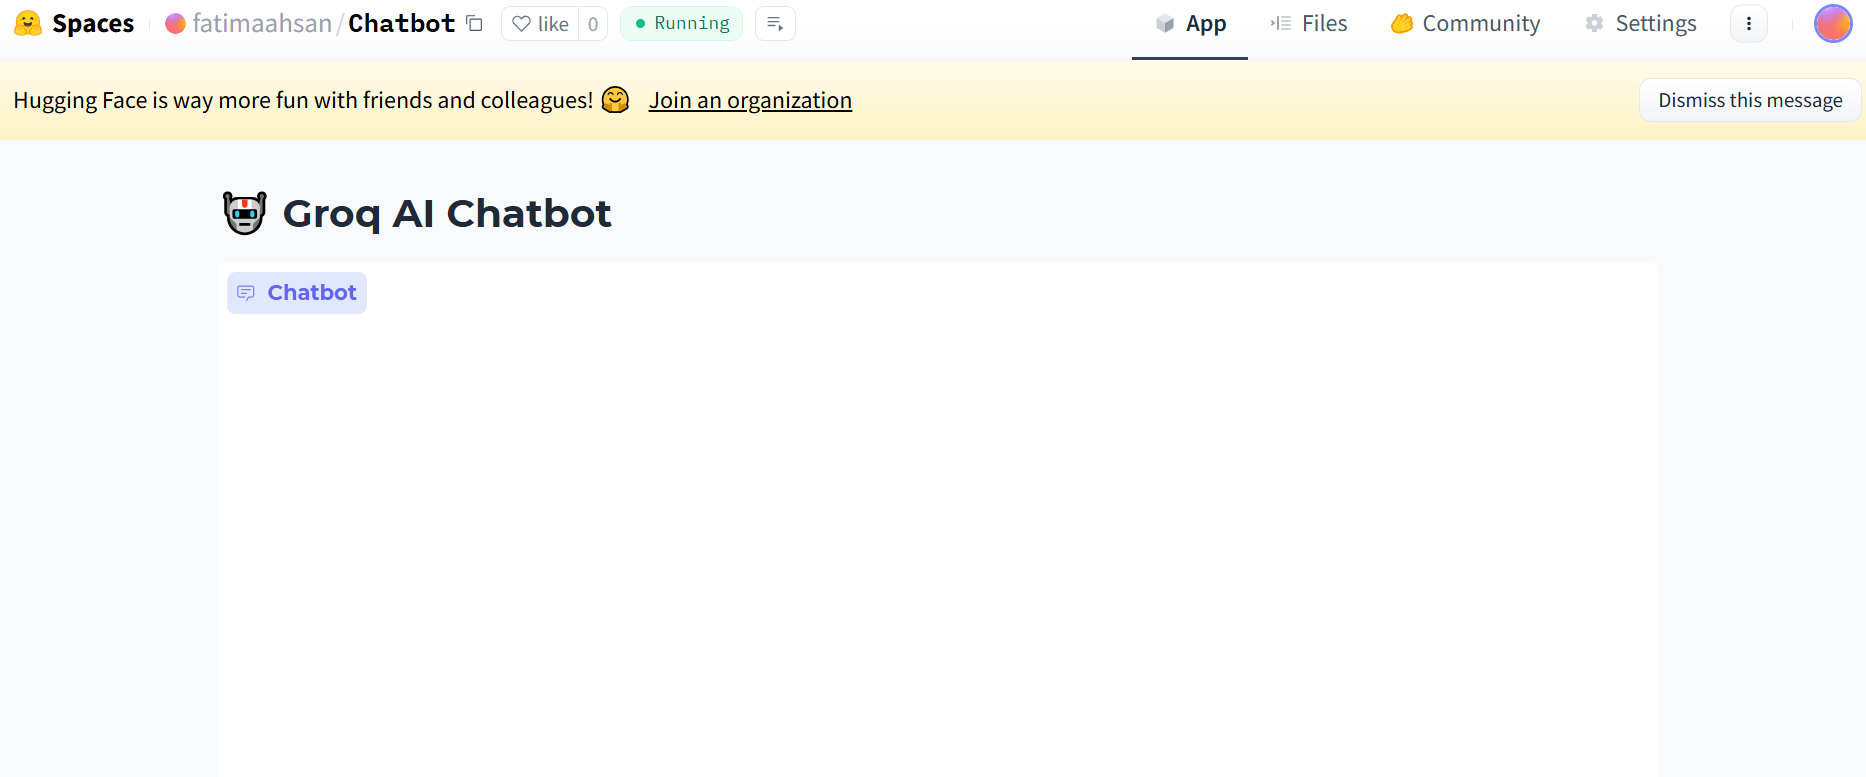 Spaces fatimaahsan/Chatbot like 0 Running App Files Community Settings
Hugging Face is way more fun with friends and colleagues! 🤗 Join an organization Dismiss this message
🤖 Groq AI Chatbot
Chatbot